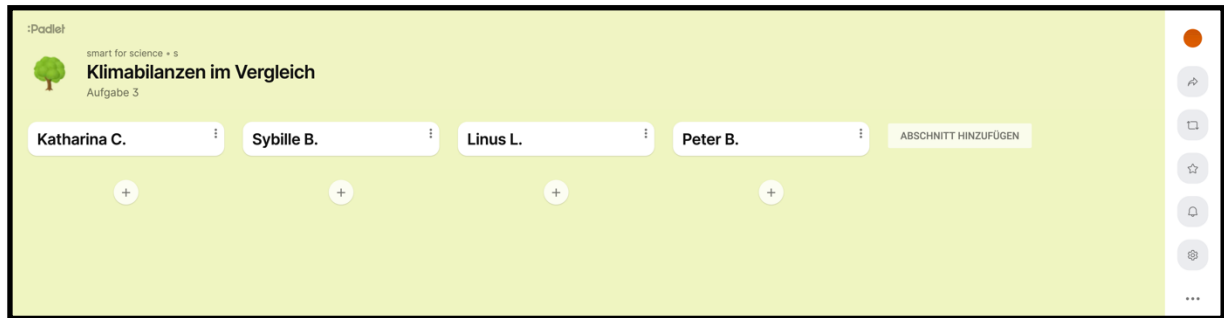 :Padlet
smart for science • s
Klimabilanzen im Vergleich
Aufgabe 3
Katharina C.
Sybille B.
Linus L.
Peter B.
ABSCHNITT HINZUFÜGEN